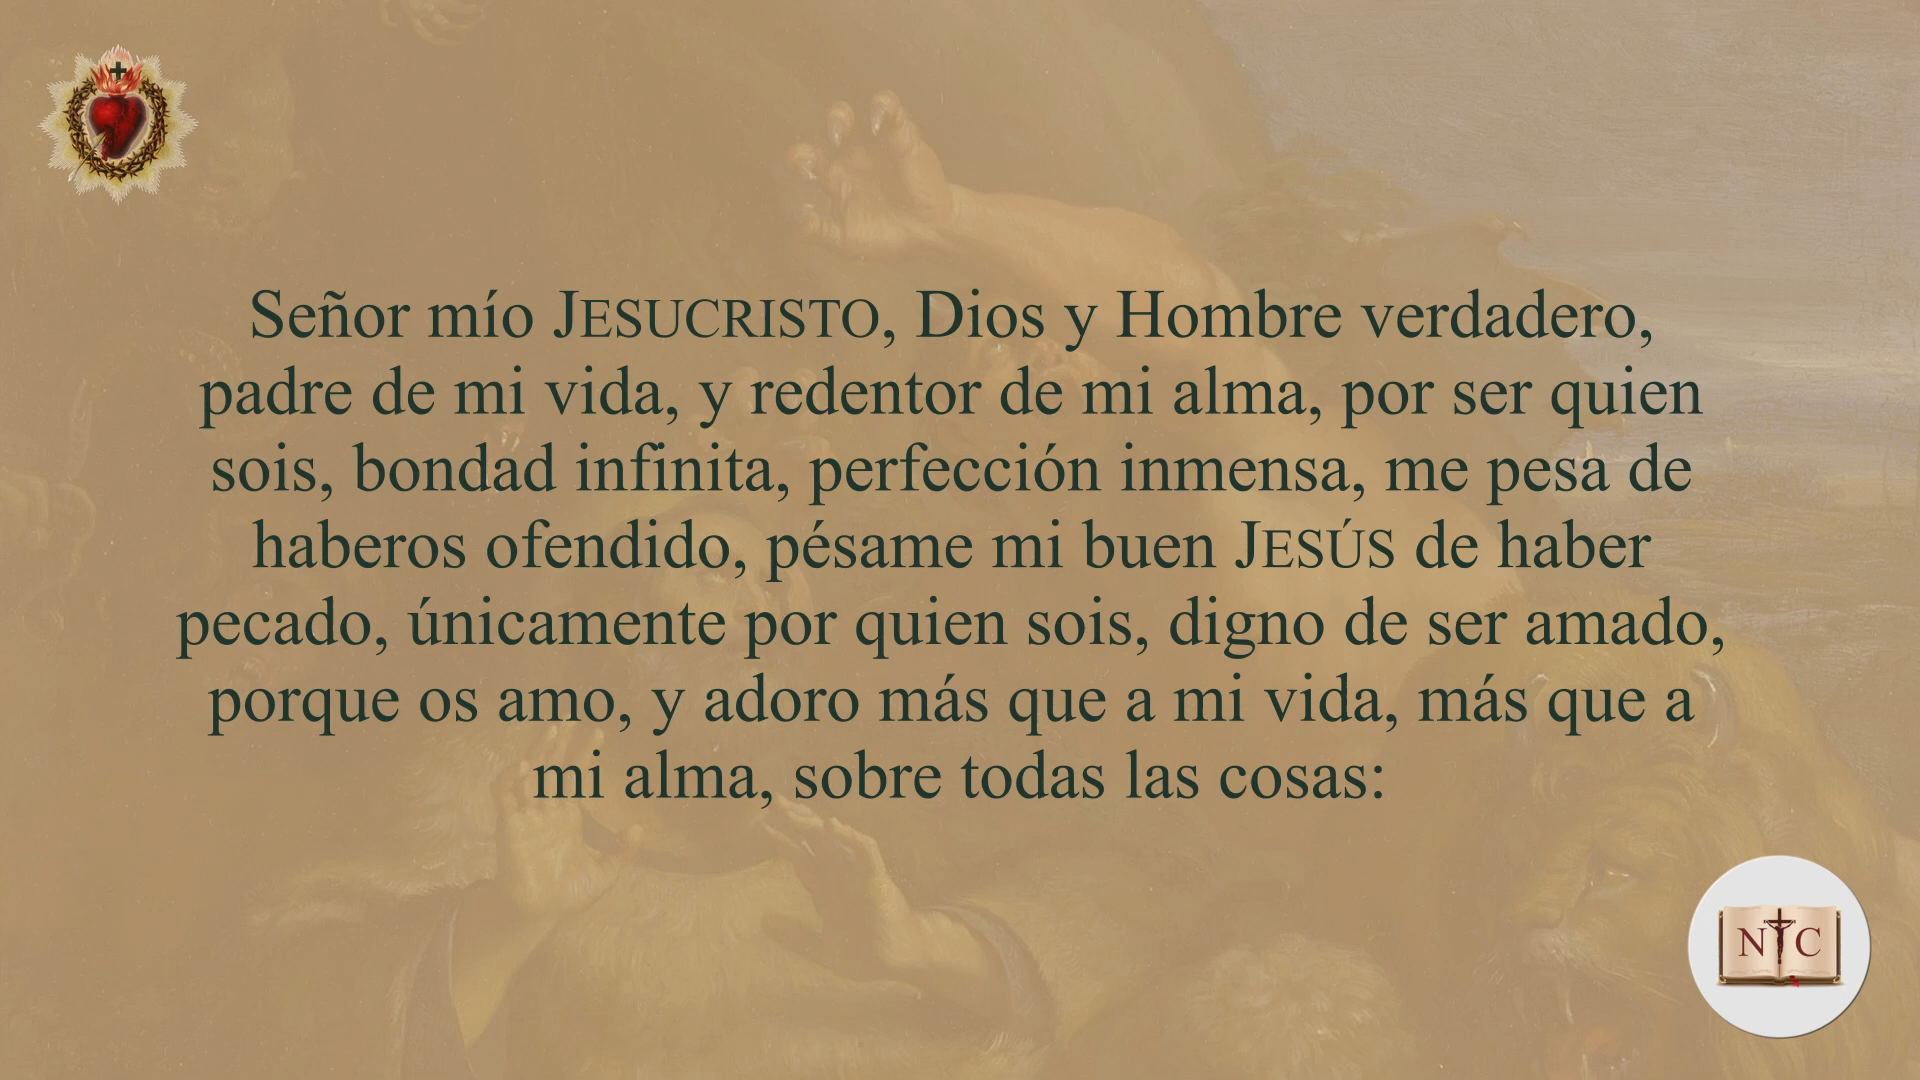 Señor mío JESUCRISTO, Dios y Hombre verdadero,
padre de mi vida, y redentor de mi alma, por ser quien
sois, bondad infinita, perfección inmensa, me pesa de
haberos ofendido, pésame mi buen JESÚS de haber
pecado, únicamente por quien sois, digno de ser amado,
porque os amo, y adoro más que a mi vida, más que a
mi alma, sobre todas las cosas:
N C